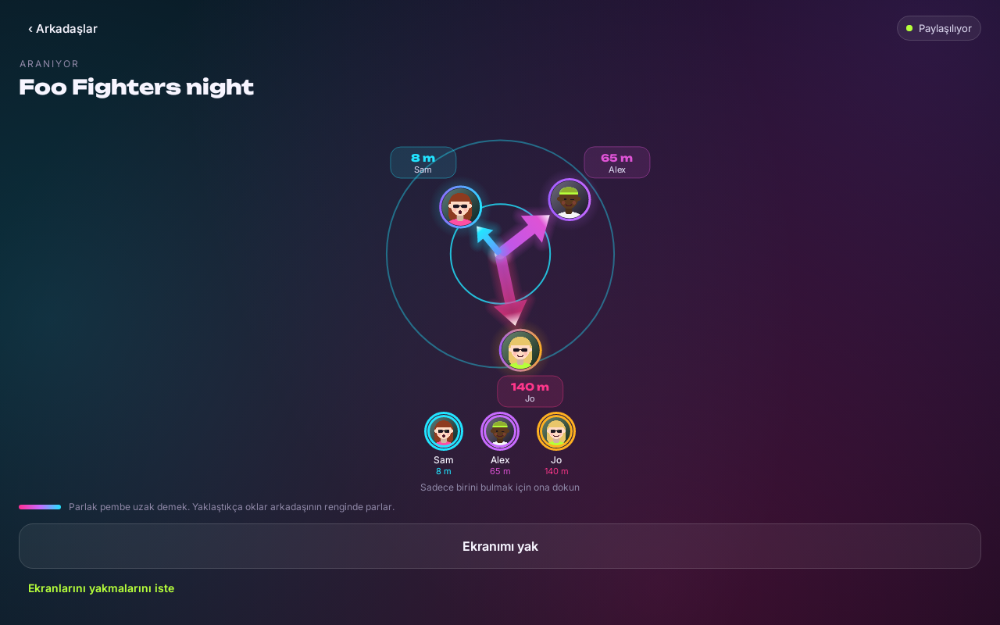 ‹ Arkadaşlar
Paylaşılıyor
ARANIYOR
Foo Fighters night
8 m
Sam
65 m
Alex
140 m
Jo
Sam
Alex
Jo
8 m
65 m
140 m
Sadece birini bulmak için ona dokun
Parlak pembe uzak demek. Yaklaştıkça oklar arkadaşının renginde parlar.
Ekranımı yak
Ekranlarını yakmalarını iste